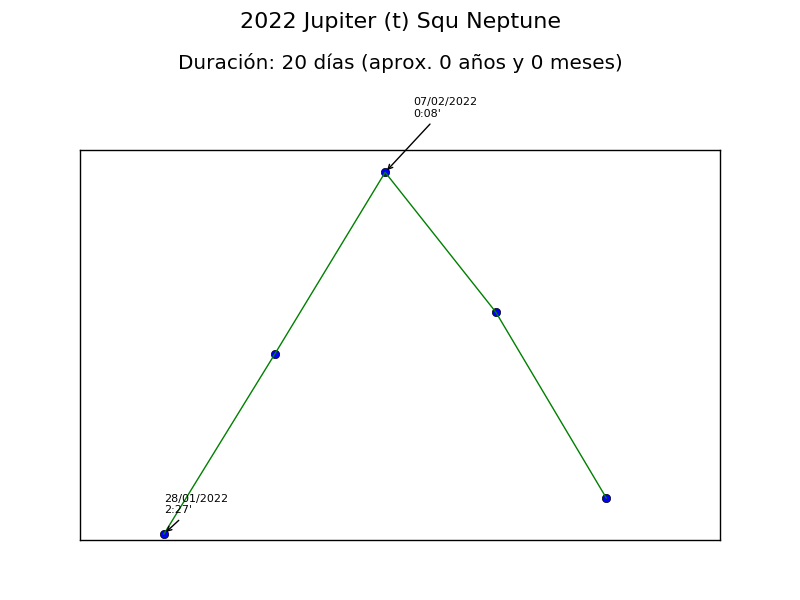 2022 Jupiter (t) Squ Neptune
Duración: 20 días (aprox. 0 años y 0 meses)
07/02/2022
0:08'
28/01/2022
2:27'